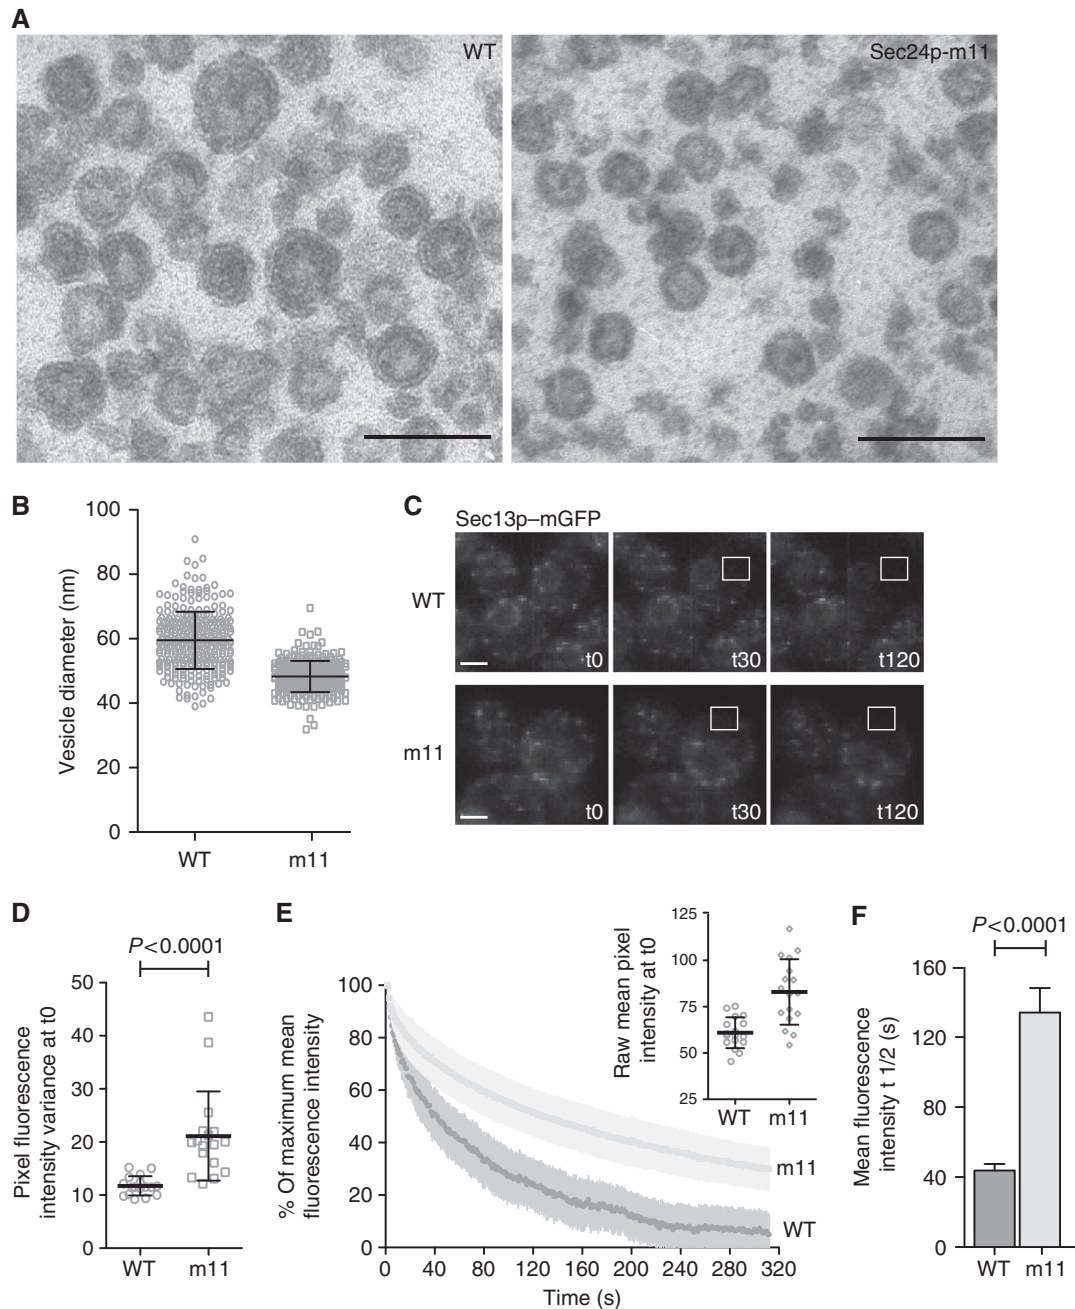 A
WT
Sec24p-m11
B
Vesicle diameter (nm)
100
80
60
40
20
0
WT
m11
C
Sec13p–mGFP
WT
t0
t30
t120
m11
t0
t30
t120
D
P<0.0001
Pixel fluorescence
intensity variance at t0
50
40
30
20
10
0
WT
m11
E
% Of maximum mean
fluorescence intensity
100
80
60
40
20
0
0 40 80 120 160 200 240 280 320
Time (s)
m11
WT
Raw mean pixel
intensity at t0
125
100
75
50
25
WT
m11
F
P<0.0001
Mean fluorescence
intensity t 1/2 (s)
160
120
80
40
0
WT
m11